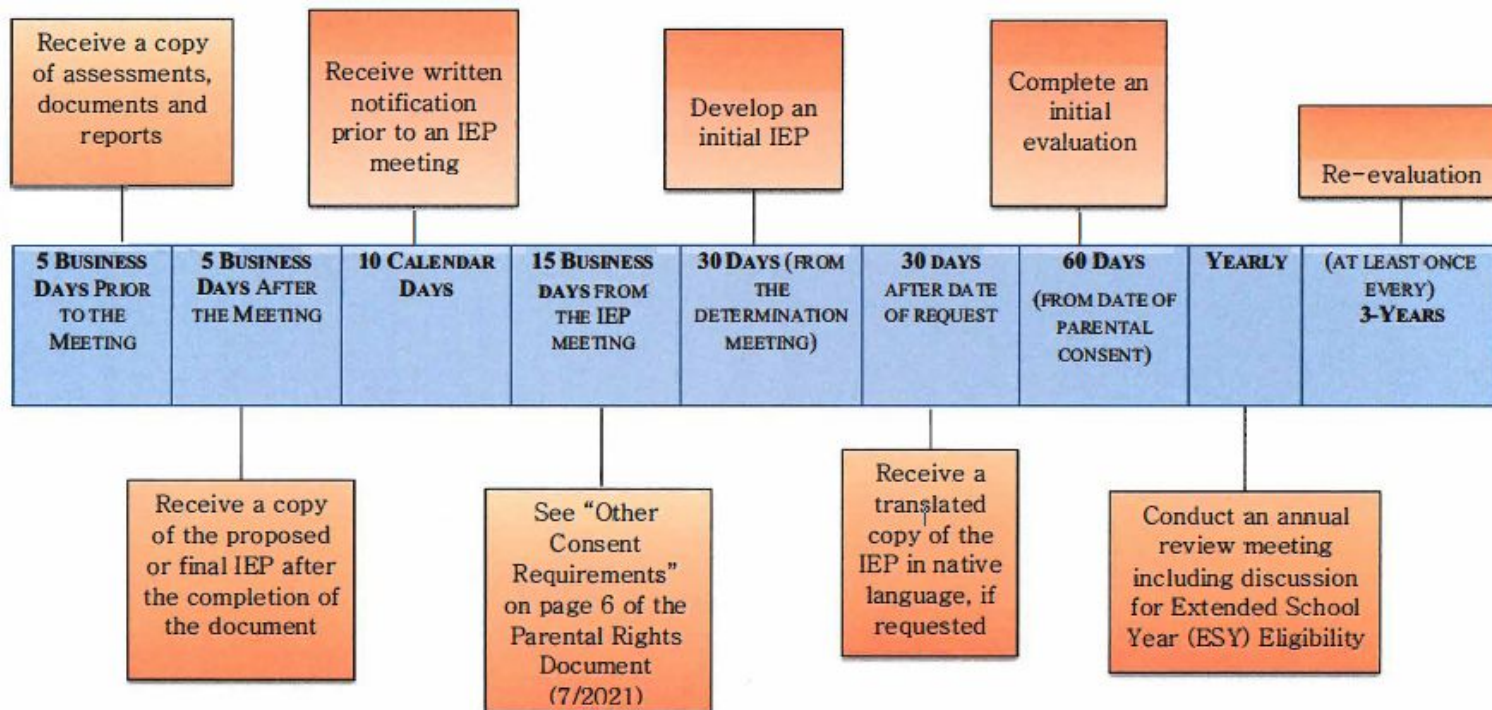 Receive a copy
of assessments,
documents and
reports
Receive written
notification
prior to an IEP
meeting
Develop an
initial IEP
Complete an
initial
evaluation
Re-evaluation
5 BUSINESS
DAYS PRIOR
TO THE
MEETING
5 BUSINESS
DAYS AFTER
THE MEETING
10 CALENDAR
DAYS
15 BUSINESS
DAYS FROM
THE IEP
MEETING
30 DAYS (FROM
THE
DETERMINATION
MEETING)
30 DAYS
AFTER DATE
OF REQUEST
60 DAYS
(FROM DATE OF
PARENTAL
CONSENT)
YEARLY
(AT LEAST ONCE
EVERY)
3-YEARS
Receive a copy
of the proposed
or final IEP after
the completion of
the document
See “Other
Consent
Requirements”
on page 6 of the
Parental Rights
Document
(7/2021)
Receive a
translated
copy of the
IEP in native
language, if
requested
Conduct an annual
review meeting
including discussion
for Extended School
Year (ESY) Eligibility